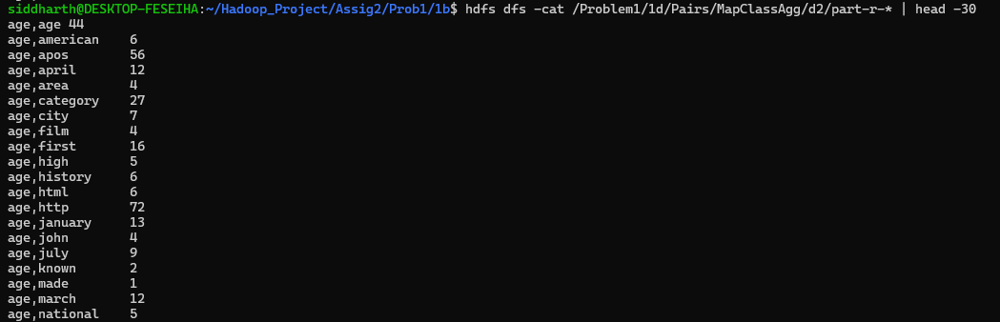 siddharth@DESKTOP-FESEIHA:~/Hadoop_Project/Assig2/Prob1/1b$ hdfs dfs -cat /Problem1/1d/Pairs/MapClassAgg/d2/part-r-* | head -30
age,age 44
age,american    6
age,apos        56
age,april       12
age,area        4
age,category    27
age,city        7
age,film        4
age,first       16
age,high        5
age,history     6
age,html        6
age,http        72
age,january     13
age,john        4
age,july        9
age,known       2
age,made        1
age,march       12
age,national    5